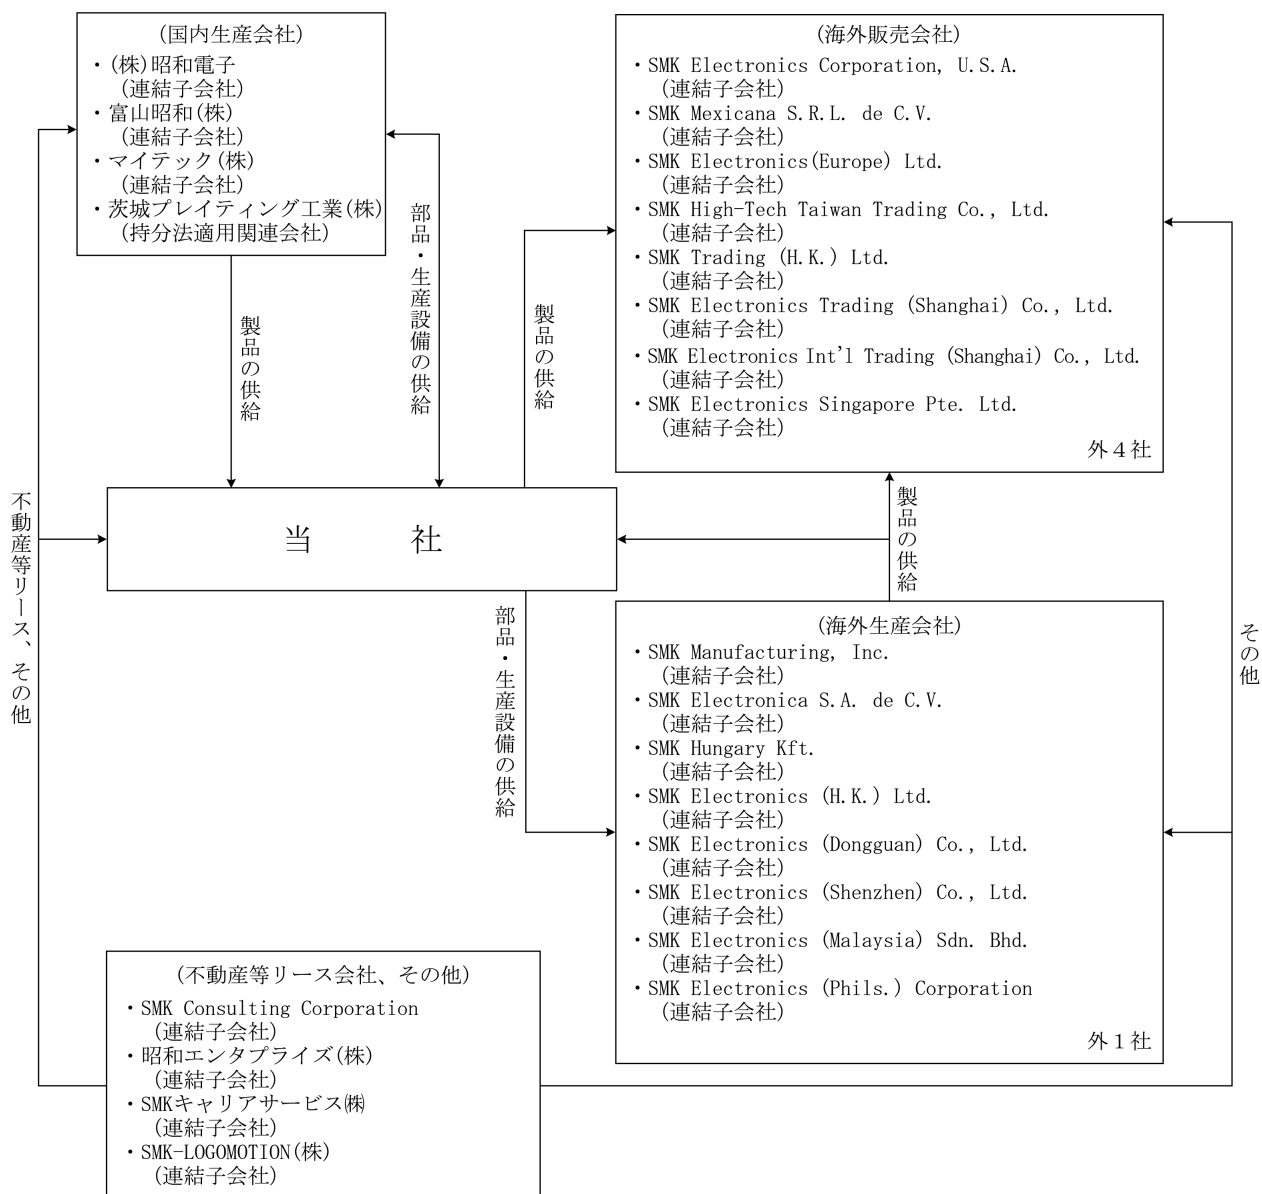 (国内生産会社)
・(株)昭和電子
(連結子会社)
・富山昭和(株)
(連結子会社)
・マイテック(株)
(連結子会社)
・茨城プレイティング工業(株)
(持分法適用関連会社)
(海外販売会社)
・SMK Electronics Corporation, U.S.A.
(連結子会社)
・SMK Mexicana S.R.L. de C.V.
(連結子会社)
・SMK Electronics(Europe) Ltd.
(連結子会社)
・SMK High-Tech Taiwan Trading Co., Ltd.
(連結子会社)
・SMK Trading (H.K.) Ltd.
(連結子会社)
・SMK Electronics Trading (Shanghai) Co., Ltd.
(連結子会社)
・SMK Electronics Int'l Trading (Shanghai) Co., Ltd.
(連結子会社)
・SMK Electronics Singapore Pte. Ltd.
(連結子会社)
外４社
製品の供給
部品・生産設備の供給
製品の供給
当　社
製品の供給
部品・生産設備の供給
不動産等リース、その他
その他
(海外生産会社)
・SMK Manufacturing, Inc.
(連結子会社)
・SMK Electronica S.A. de C.V.
(連結子会社)
・SMK Hungary Kft.
(連結子会社)
・SMK Electronics (H.K.) Ltd.
(連結子会社)
・SMK Electronics (Dongguan) Co., Ltd.
(連結子会社)
・SMK Electronics (Shenzhen) Co., Ltd.
(連結子会社)
・SMK Electronics (Malaysia) Sdn. Bhd.
(連結子会社)
・SMK Electronics (Phils.) Corporation
(連結子会社)
外１社
(不動産等リース会社、その他)
・SMK Consulting Corporation
(連結子会社)
・昭和エンタプライズ(株)
(連結子会社)
・SMKキャリアサービス㈱
(連結子会社)
・SMK-LOGOMOTION(株)
(連結子会社)